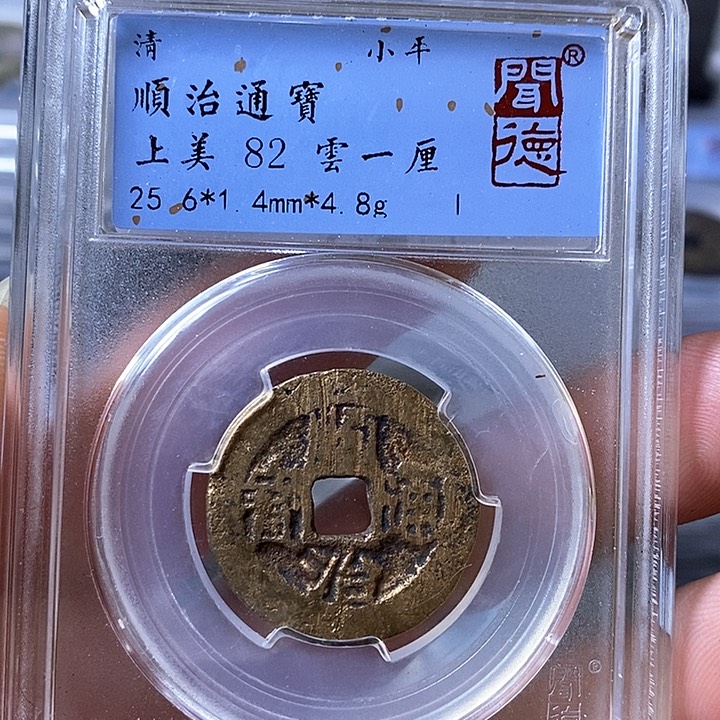 清 小平
順治通寶
上美 82 雲一厘
25.6*1.4mm*4.8g
聞德®
順治通寶